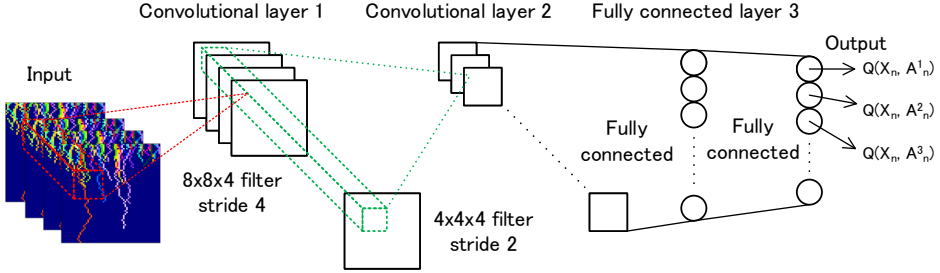 Convolutional layer 1
Convolutional layer 2
Fully connected layer 3
Input
Output
Q(Xn, A¹n)
Q(Xn, A²n)
Q(Xn, A³n)
Fully
connected
Fully
connected
8x8x4 filter
stride 4
4x4x4 filter
stride 2